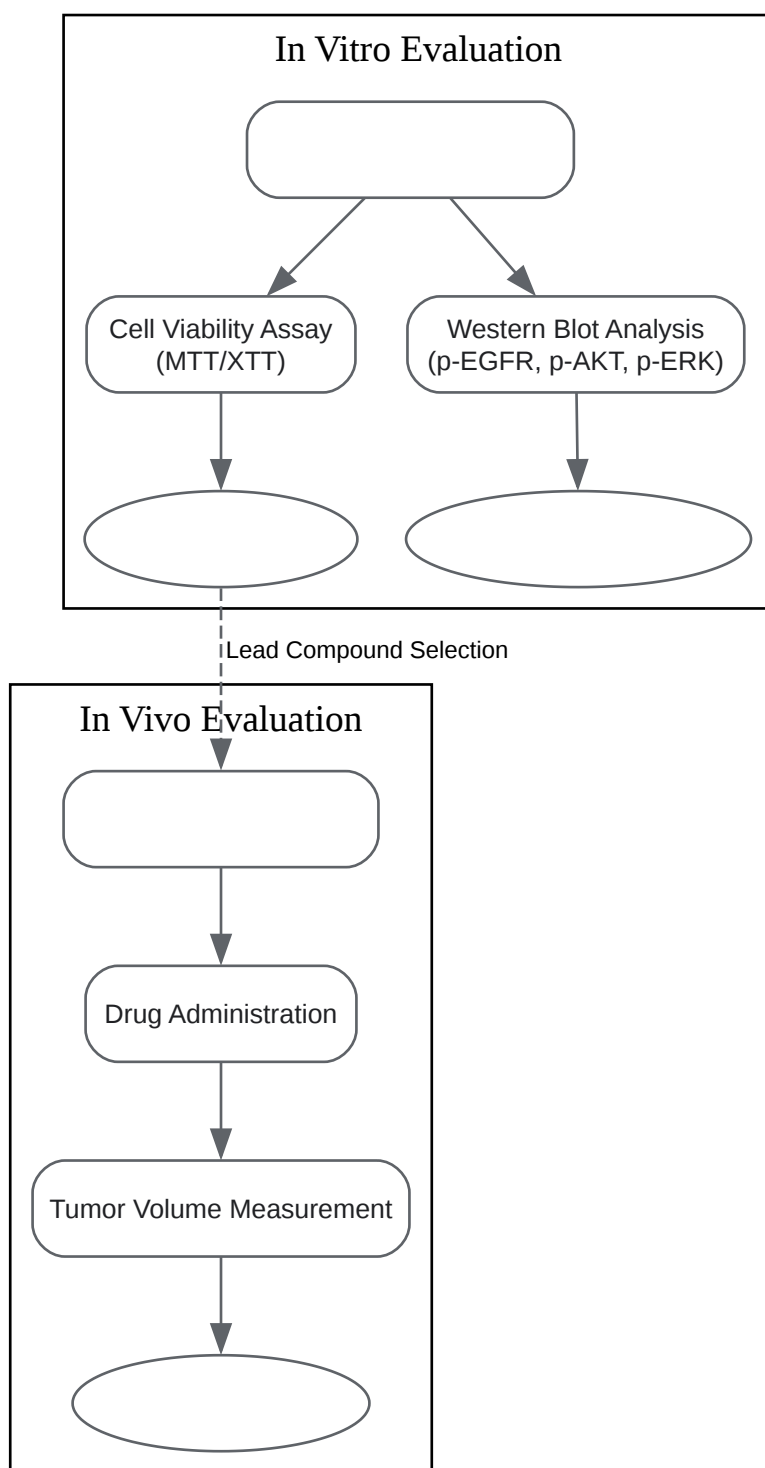 In Vitro Evaluation
Cell Viability Assay
(MTT/XTT)
Western Blot Analysis
(p-EGFR, p-AKT, p-ERK)
Lead Compound Selection
In Vivo Evaluation
Drug Administration
Tumor Volume Measurement